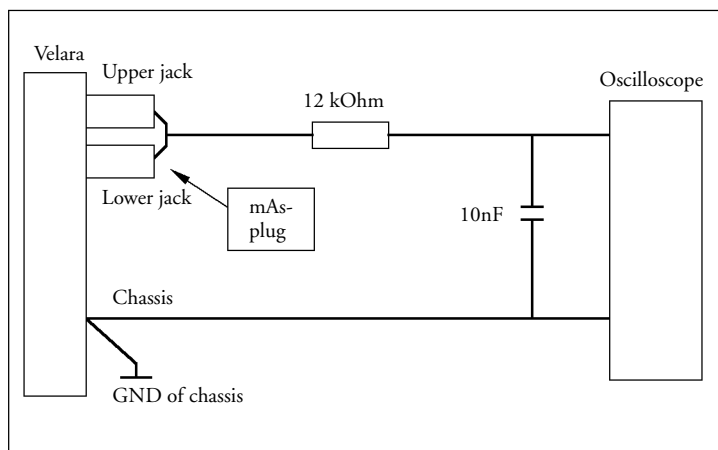 Velara
Upper jack
12 kOhm
Oscilloscope
Lower jack
mAs-
plug
10nF
Chassis
GND of chassis